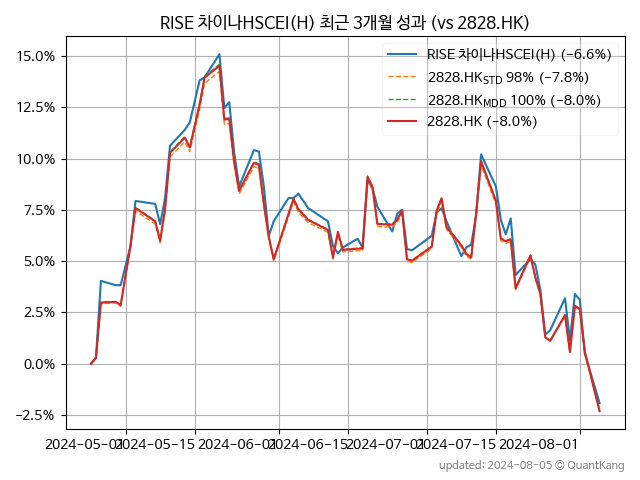 RISE 차이나HSCEI(H) 최근 3개월 성과 (vs 2828.HK)
RISE 차이나HSCEI(H) (−6.6%)
2828.HKSTD 98% (−7.8%)
2828.HKMDD 100% (−8.0%)
2828.HK (−8.0%)
15.0%
12.5%
10.0%
7.5%
5.0%
2.5%
0.0%
−2.5%
2024−05−01
2024−05−15
2024−06−01
2024−06−15
2024−07−01
2024−07−15
2024−08−01
updated: 2024-08-05 © QuantKang